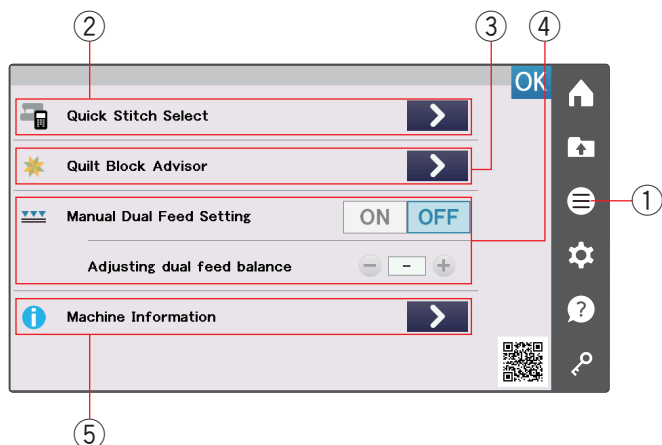 ② ③ ④
OK
Quick Stitch Select
Quilt Block Advisor
①
Manual Dual Feed Setting ON OFF
Adjusting dual feed balance − - +
Machine Information
?
⑤